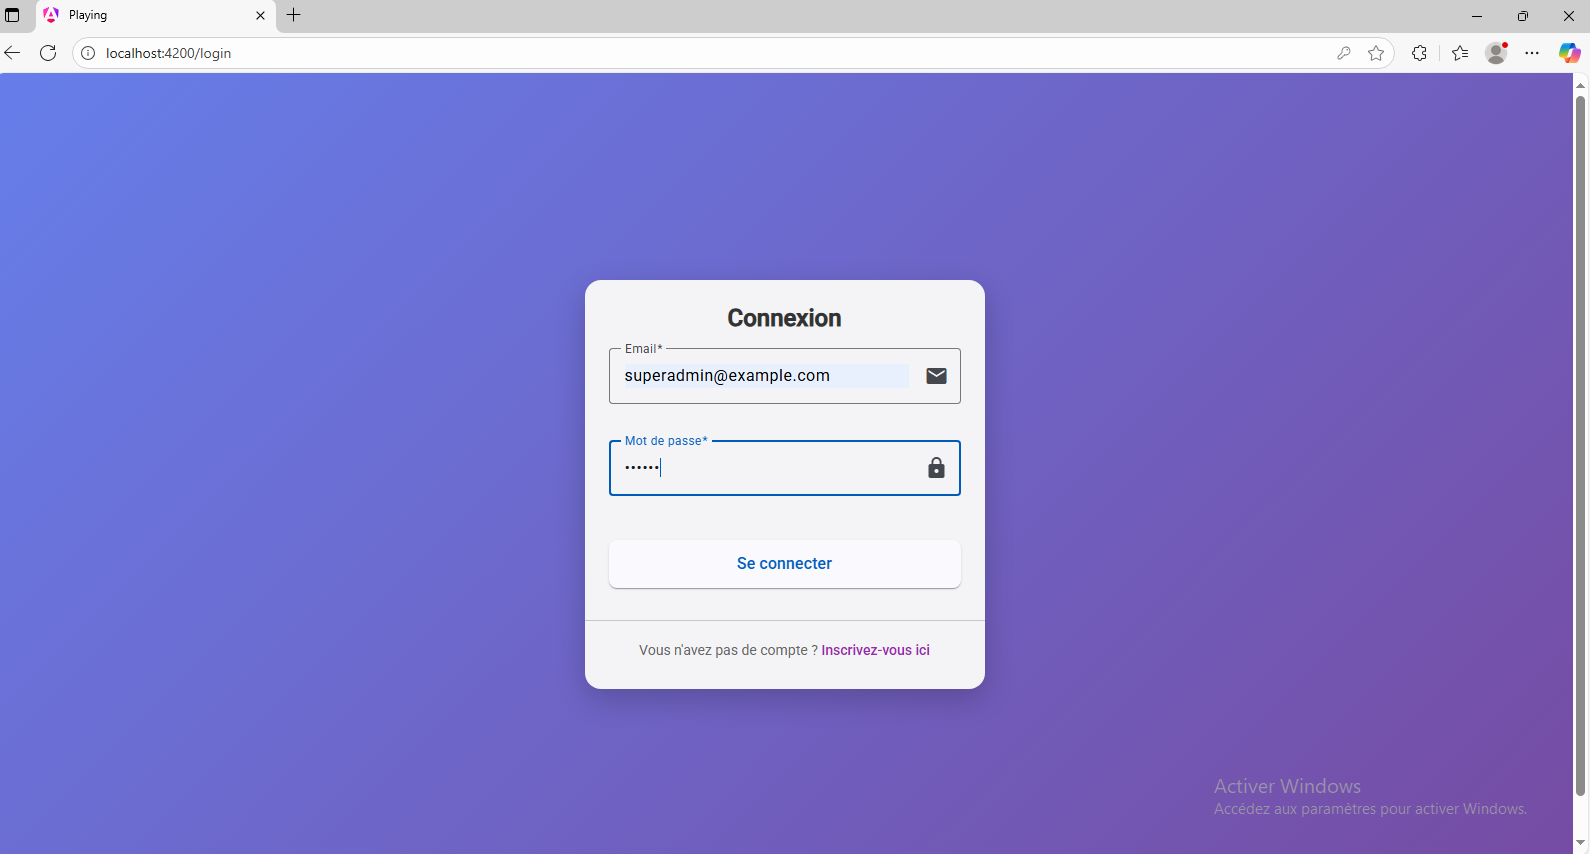 Playing
localhost:4200/login
Connexion
Email*
superadmin@example.com
Mot de passe*
••••••
Se connecter
Vous n'avez pas de compte ? Inscrivez-vous ici
Activer Windows
Accédez aux paramètres pour activer Windows.